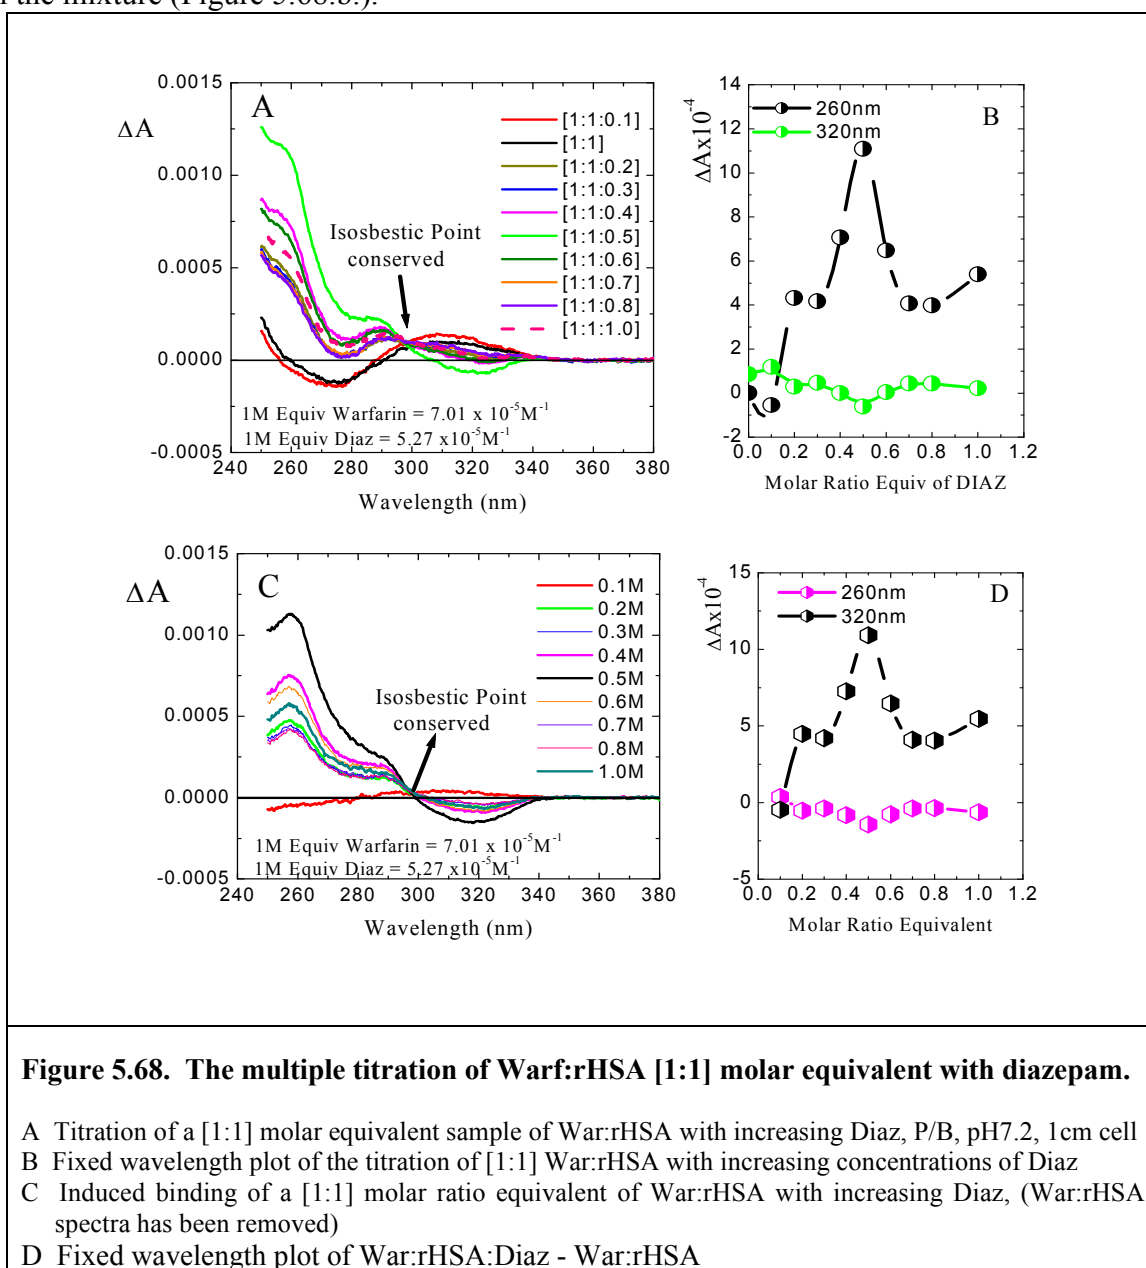 the mixture (Figure 5.68.b.).
0.0015
0.0010
0.0005
0.0000
-0.0005
ΔA
A
[1:1:0.1]
[1:1]
[1:1:0.2]
[1:1:0.3]
[1:1:0.4]
[1:1:0.5]
[1:1:0.6]
[1:1:0.7]
[1:1:0.8]
[1:1:1.0]
Isosbestic Point
conserved
1M Equiv Warfarin = 7.01 x 10-5M-1
1M Equiv Diaz = 5.27 x10-5M-1
240 260 280 300 320 340 360 380
Wavelength (nm)
14
12
10
8
6
4
2
0
-2
ΔAx10-4
260nm
320nm
B
0.0 0.2 0.4 0.6 0.8 1.0 1.2
Molar Ratio Equiv of DIAZ
0.0015
0.0010
0.0005
0.0000
-0.0005
ΔA
C
0.1M
0.2M
0.3M
0.4M
0.5M
0.6M
0.7M
0.8M
1.0M
Isosbestic Point
conserved
1M Equiv Warfarin = 7.01 x 10-5M-1
1M Equiv Diaz = 5.27 x10-5M-1
240 260 280 300 320 340 360 380
Wavelength (nm)
15
10
5
0
-5
ΔAx10-4
260nm
320nm
D
0.0 0.2 0.4 0.6 0.8 1.0 1.2
Molar Ratio Equivalent
Figure 5.68. The multiple titration of Warf:rHSA [1:1] molar equivalent with diazepam.
A Titration of a [1:1] molar equivalent sample of War:rHSA with increasing Diaz, P/B, pH7.2, 1cm cell
B Fixed wavelength plot of the titration of [1:1] War:rHSA with increasing concentrations of Diaz
C Induced binding of a [1:1] molar ratio equivalent of War:rHSA with increasing Diaz, (War:rHSA
spectra has been removed)
D Fixed wavelength plot of War:rHSA:Diaz - War:rHSA